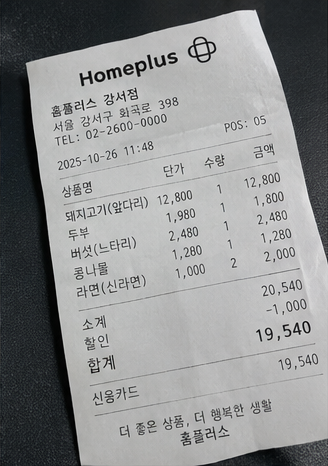 Homeplus
홈플러스 강서점
서울 강서구 화곡로 398
TEL: 02-2600-0000
2025-10-26 11:48 POS: 05
상품명 단가 수량 금액
돼지고기(앞다리) 12,800 1 12,800
두부 1,980 1 1,800
버섯(느타리) 2,480 1 2,480
콩나물 1,280 1 1,280
라면(신라면) 1,000 2 2,000
소계 20,540
할인 -1,000
합계 19,540
신용카드 19,540
더 좋은 상품, 더 행복한 생활
홈플러스